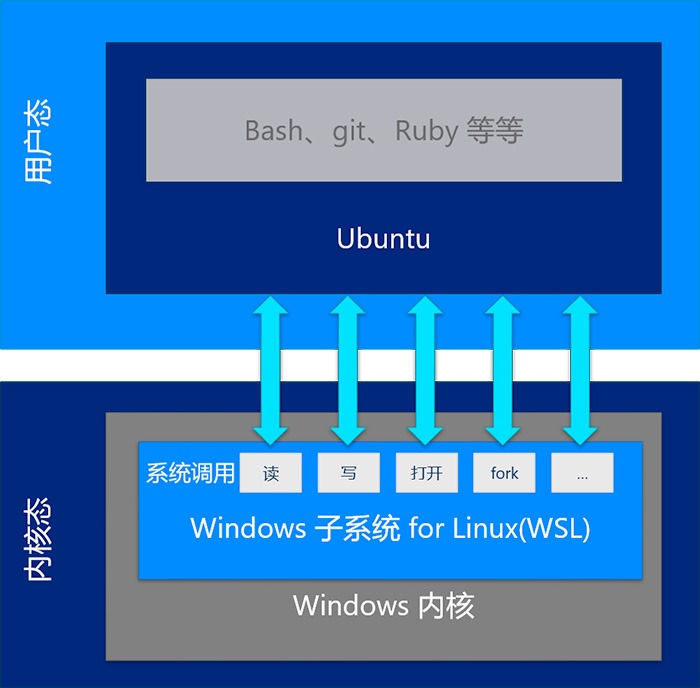 用户态
Bash、git、Ruby 等等
Ubuntu
内核态
系统调用 读 写 打开 fork ...
Windows 子系统 for Linux(WSL)
Windows 内核